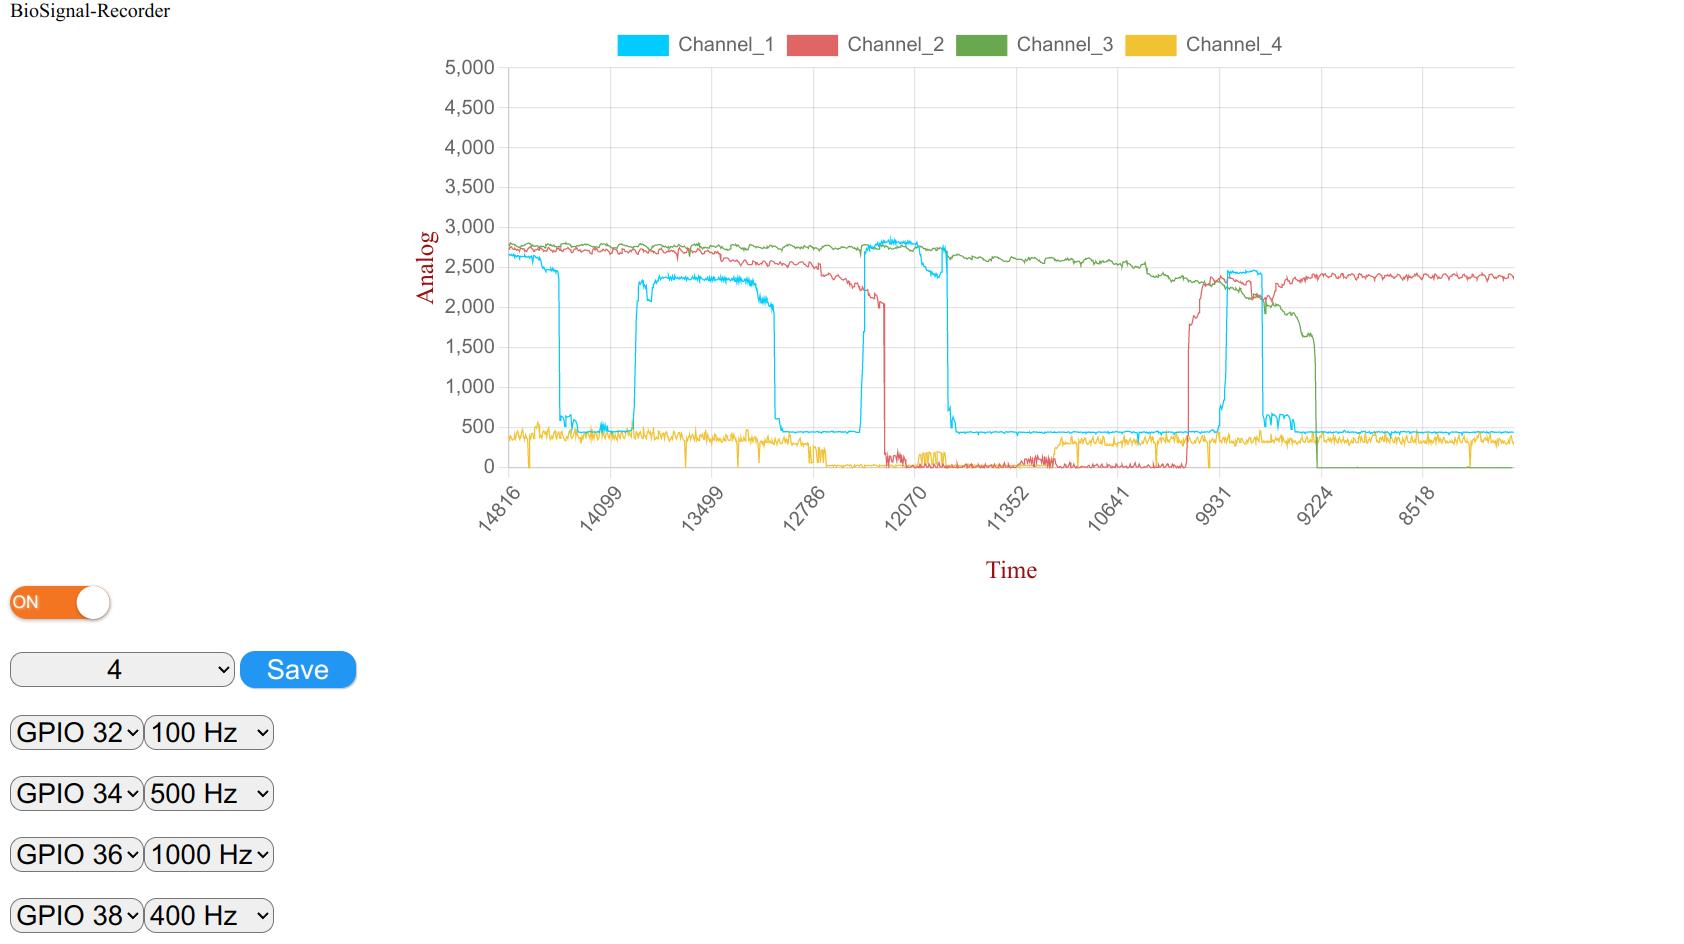 BioSignal-Recorder
Channel_1 Channel_2 Channel_3 Channel_4
5,000
4,500
4,000
3,500
3,000
2,500
2,000
1,500
1,000
500
0
Analog
14816 14099 13499 12786 12070 11352 10641 9931 9224 8518
Time
ON
4 Save
GPIO 32 100 Hz
GPIO 34 500 Hz
GPIO 36 1000 Hz
GPIO 38 400 Hz